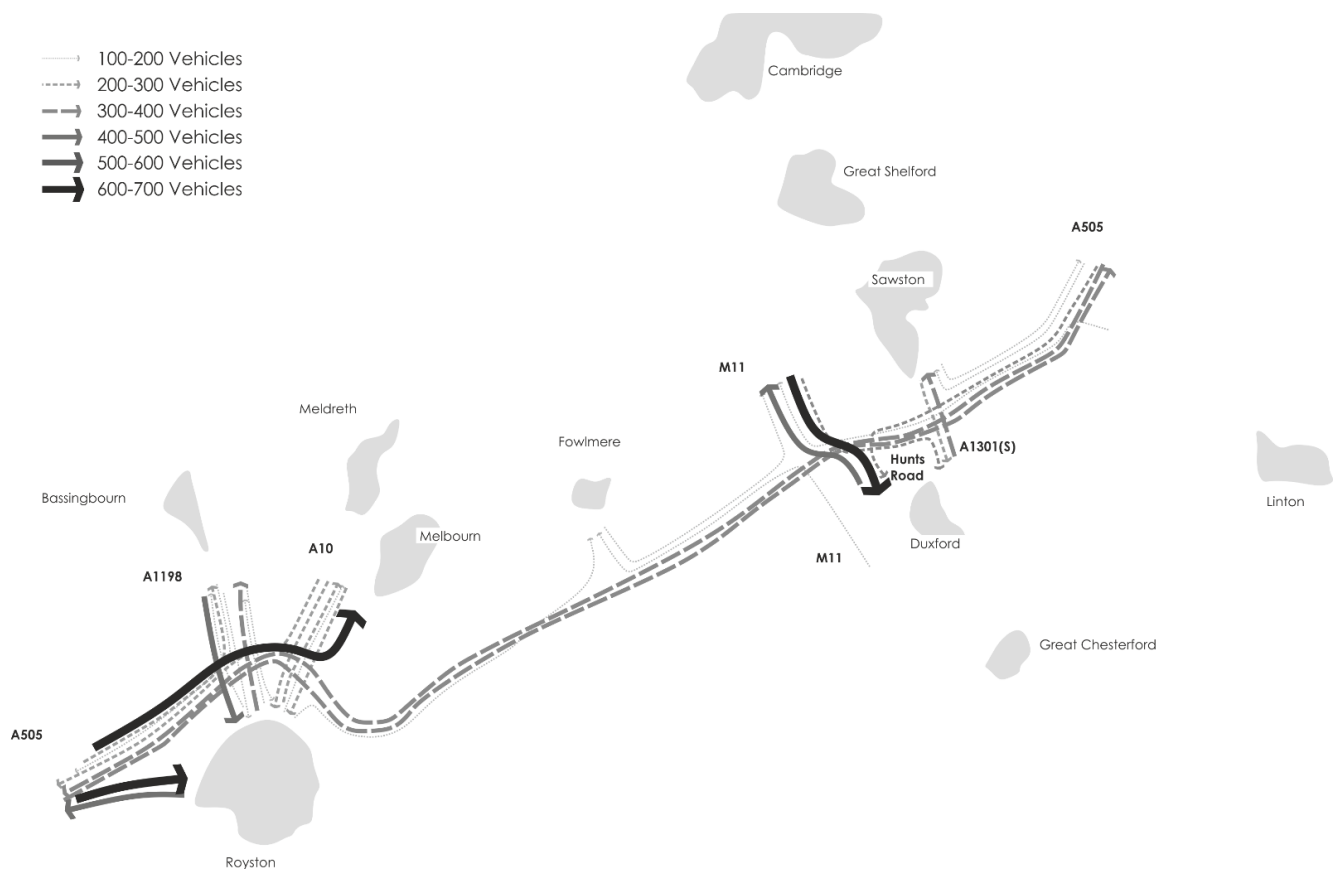 100-200 Vehicles
200-300 Vehicles
300-400 Vehicles
400-500 Vehicles
500-600 Vehicles
600-700 Vehicles
Cambridge
Great Shelford
A505
Sawston
M11
Meldreth
Fowlmere
A1301(S)
Hunts
Road
Bassingbourn
Linton
Melbourn
A10
Duxford
M11
A1198
Great Chesterford
A505
Royston